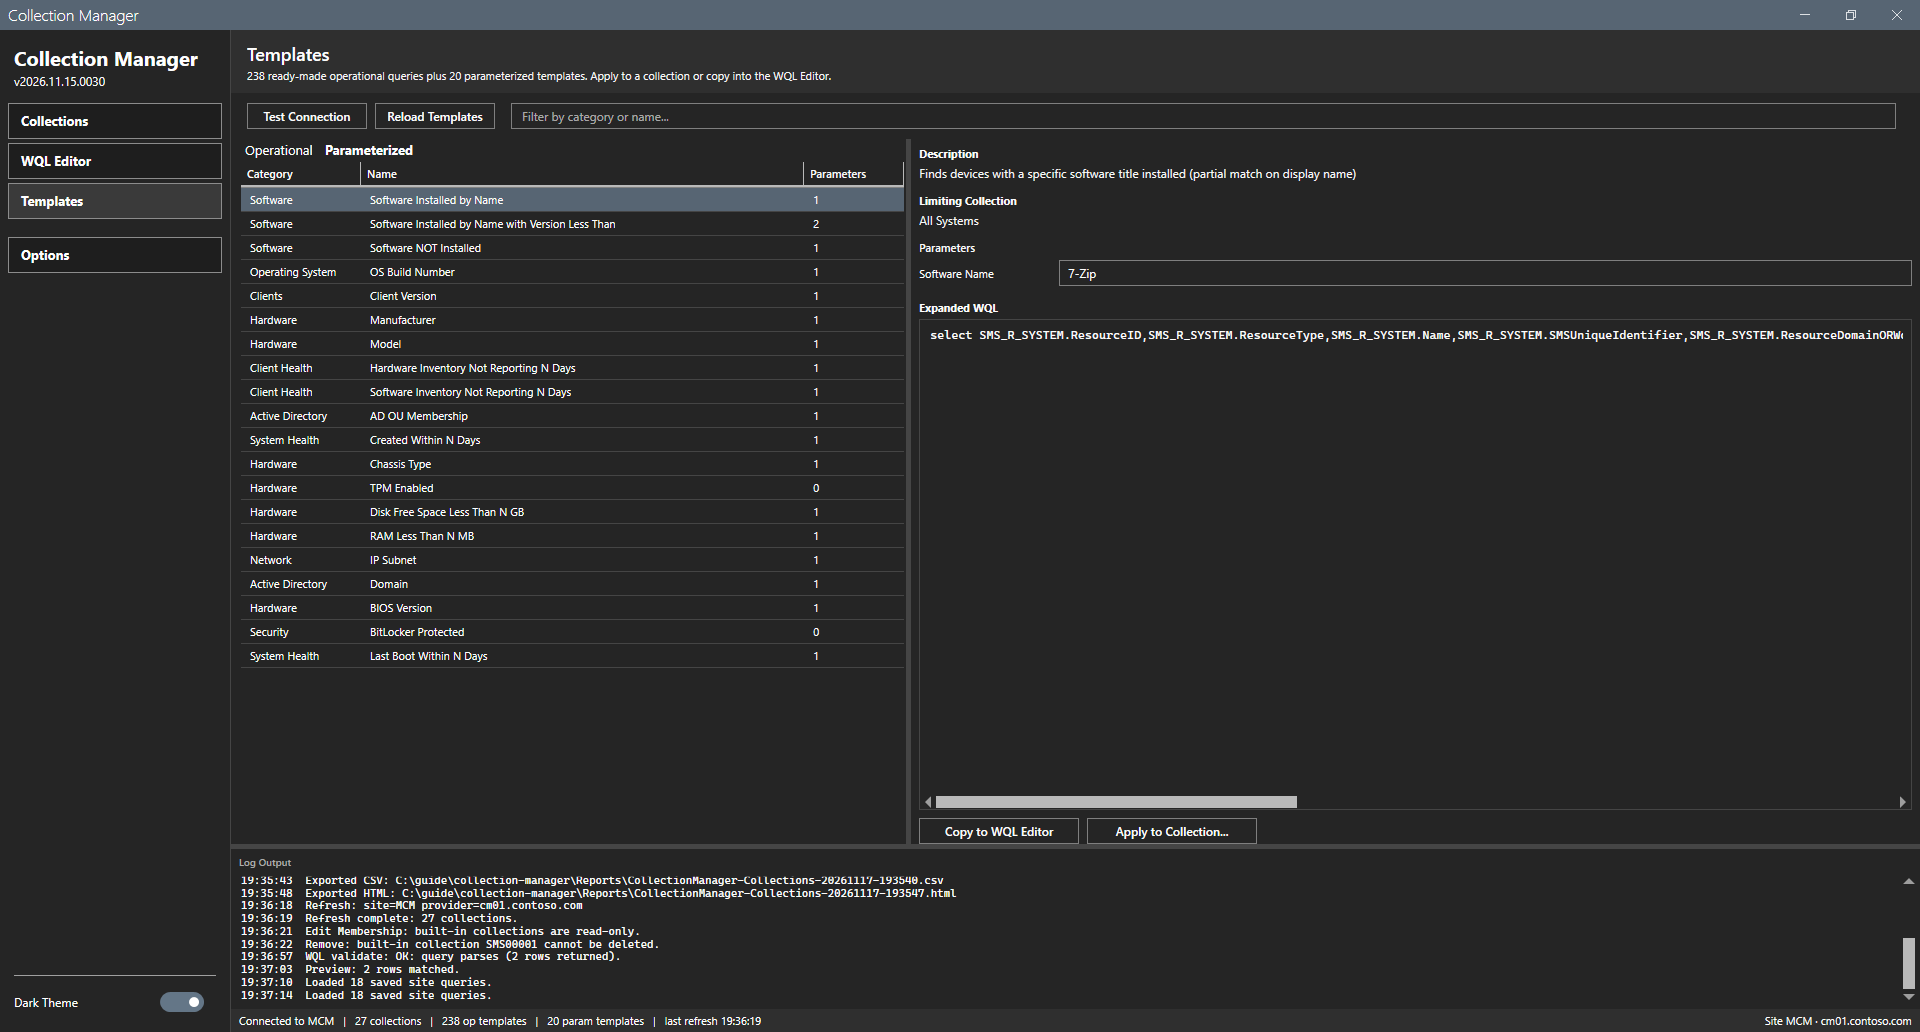 Collection Manager
Collection Manager
v2026.11.15.0030
Collections
WQL Editor
Templates
Options
Dark Theme
Templates
238 ready-made operational queries plus 20 parameterized templates. Apply to a collection or copy into the WQL Editor.
Test Connection Reload Templates Filter by category or name...
Operational Parameterized
Category Name Parameters
Software Software Installed by Name 1
Software Software Installed by Name with Version Less Than 2
Software Software NOT Installed 1
Operating System OS Build Number 1
Clients Client Version 1
Hardware Manufacturer 1
Hardware Model 1
Client Health Hardware Inventory Not Reporting N Days 1
Client Health Software Inventory Not Reporting N Days 1
Active Directory AD OU Membership 1
System Health Created Within N Days 1
Hardware Chassis Type 1
Hardware TPM Enabled 0
Hardware Disk Free Space Less Than N GB 1
Hardware RAM Less Than N MB 1
Network IP Subnet 1
Active Directory Domain 1
Hardware BIOS Version 1
Security BitLocker Protected 0
System Health Last Boot Within N Days 1
Description
Finds devices with a specific software title installed (partial match on display name)
Limiting Collection
All Systems
Parameters
Software Name 7-Zip
Expanded WQL
select SMS_R_SYSTEM.ResourceID,SMS_R_SYSTEM.ResourceType,SMS_R_SYSTEM.Name,SMS_R_SYSTEM.SMSUniqueIdentifier,SMS_R_SYSTEM.ResourceDomainORW
Copy to WQL Editor Apply to Collection...
Log Output
19:35:43 Exported CSV: C:\guide\collection-manager\Reports\CollectionManager-Collections-20261117-193540.csv
19:35:48 Exported HTML: C:\guide\collection-manager\Reports\CollectionManager-Collections-20261117-193547.html
19:36:18 Refresh: site=MCM provider=cm01.contoso.com
19:36:19 Refresh complete: 27 collections.
19:36:21 Edit Membership: built-in collections are read-only.
19:36:22 Remove: built-in collection SMS00001 cannot be deleted.
19:36:57 WQL validate: OK: query parses (2 rows returned).
19:37:03 Preview: 2 rows matched.
19:37:10 Loaded 18 saved site queries.
19:37:14 Loaded 18 saved site queries.
Connected to MCM | 27 collections | 238 op templates | 20 param templates | last refresh 19:36:19
Site MCM · cm01.contoso.com